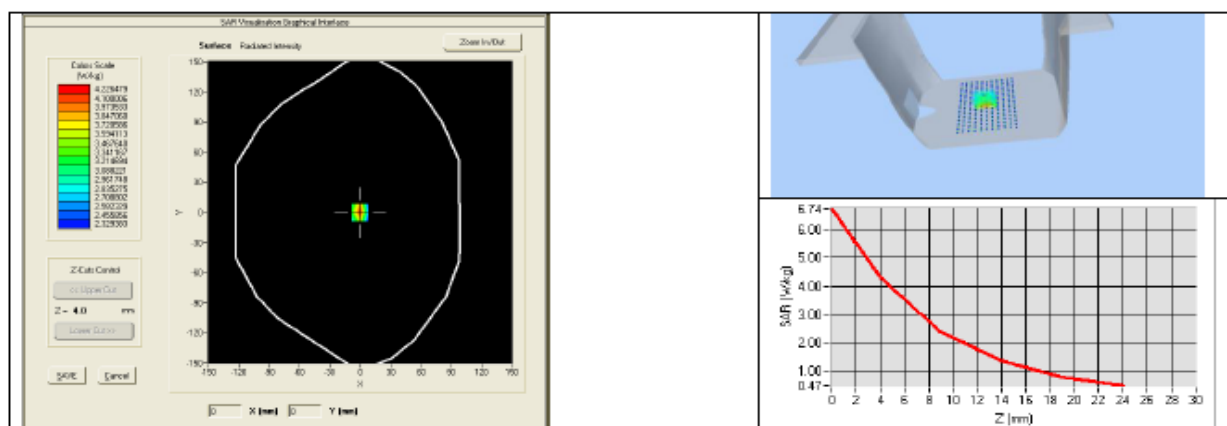 SAR Visualisation Graphical Interface
Surface Radiated Intensity
Zoom In/Out
Colors Scale
(W/kg)
4.226479
4.100006
3.973533
3.847060
3.720586
3.594113
3.467640
3.341167
3.214694
3.088221
2.961748
2.835275
2.708802
2.582329
2.455856
2.329383
Z-Cuts Control
<< Upper Cut
Z = 4.0 mm
Lower Cut >>
SAVE
Cancel
150
120
90
60
30
0
-30
-60
-90
-120
-150
Y
-150 -120 -90 -60 -30 0 30 60 90 120 150
X
0 X (mm) 0 Y (mm)
6.74
6.00
5.00
4.00
3.00
2.00
1.00
0.47
SAR (W/kg)
0 2 4 6 8 10 12 14 16 18 20 22 24 26 28 30
Z (mm)